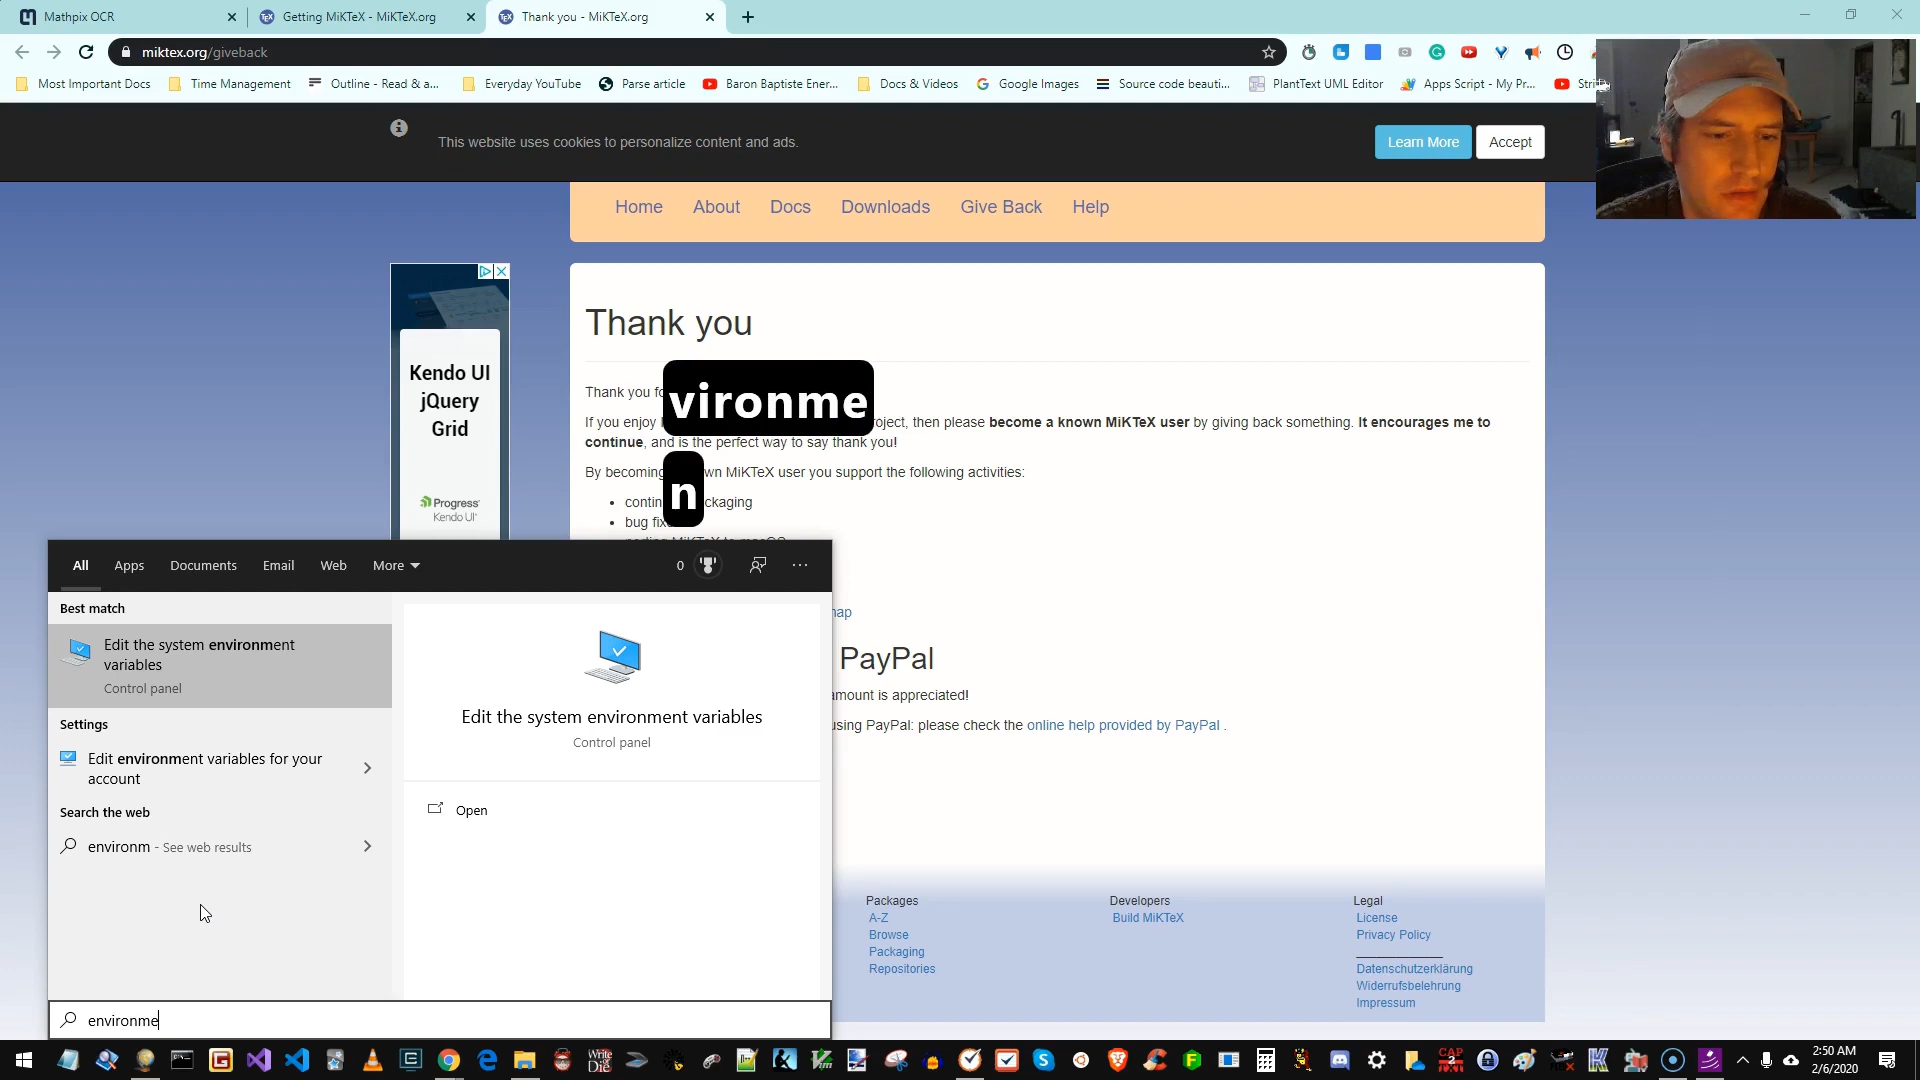 Mathpix OCR
Getting MiKTeX - MiKTeX.org
Thank you - MiKTeX.org
miktex.org/giveback
Most Important Docs
Time Management
Outline - Read & a...
Everyday YouTube
Parse article
Baron Baptiste Ener...
Docs & Videos
Google Images
Source code beauti...
PlantText UML Editor
Apps Script - My Pr...
This website uses cookies to personalize content and ads.
Learn More
Accept
Home
About
Docs
Downloads
Give Back
Help
Kendo UI
jQuery
Grid
Progress
Kendo UI
Thank you
Thank you fo
If you enjoy
roject, then please become a known MiKTeX user by giving back something. It encourages me to
continue, and is the perfect way to say thank you!
By becoming
wn MiKTeX user you support the following activities:
contin
ckaging
bug fix
vironme
n
PayPal
amount is appreciated!
using PayPal: please check the online help provided by PayPal .
Packages
A-Z
Browse
Packaging
Repositories
Developers
Build MiKTeX
Legal
License
Privacy Policy
Datenschutzerklärung
Widerrufsbelehrung
Impressum
All
Apps
Documents
Email
Web
More
0
Best match
Edit the system environment
variables
Control panel
Settings
Edit environment variables for your
account
Search the web
environm - See web results
Edit the system environment variables
Control panel
Open
environme
Write
Die
2:50 AM
2/6/2020